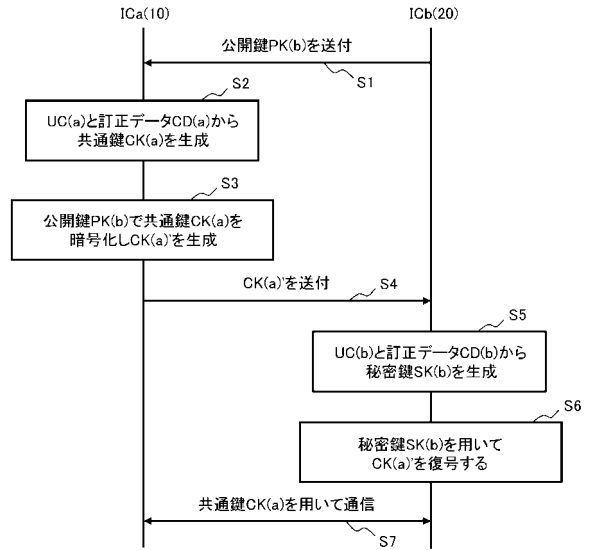 ICa(10)
ICb(20)
公開鍵PK(b)を送付
S1
S2
UC(a)と訂正データCD(a)から
共通鍵CK(a)を生成
S3
公開鍵PK(b)で共通鍵CK(a)を
暗号化しCK(a)'を生成
CK(a)'を送付
S4
S5
UC(b)と訂正データCD(b)から
秘密鍵SK(b)を生成
S6
秘密鍵SK(b)を用いて
CK(a)'を復号する
共通鍵CK(a)を用いて通信
S7